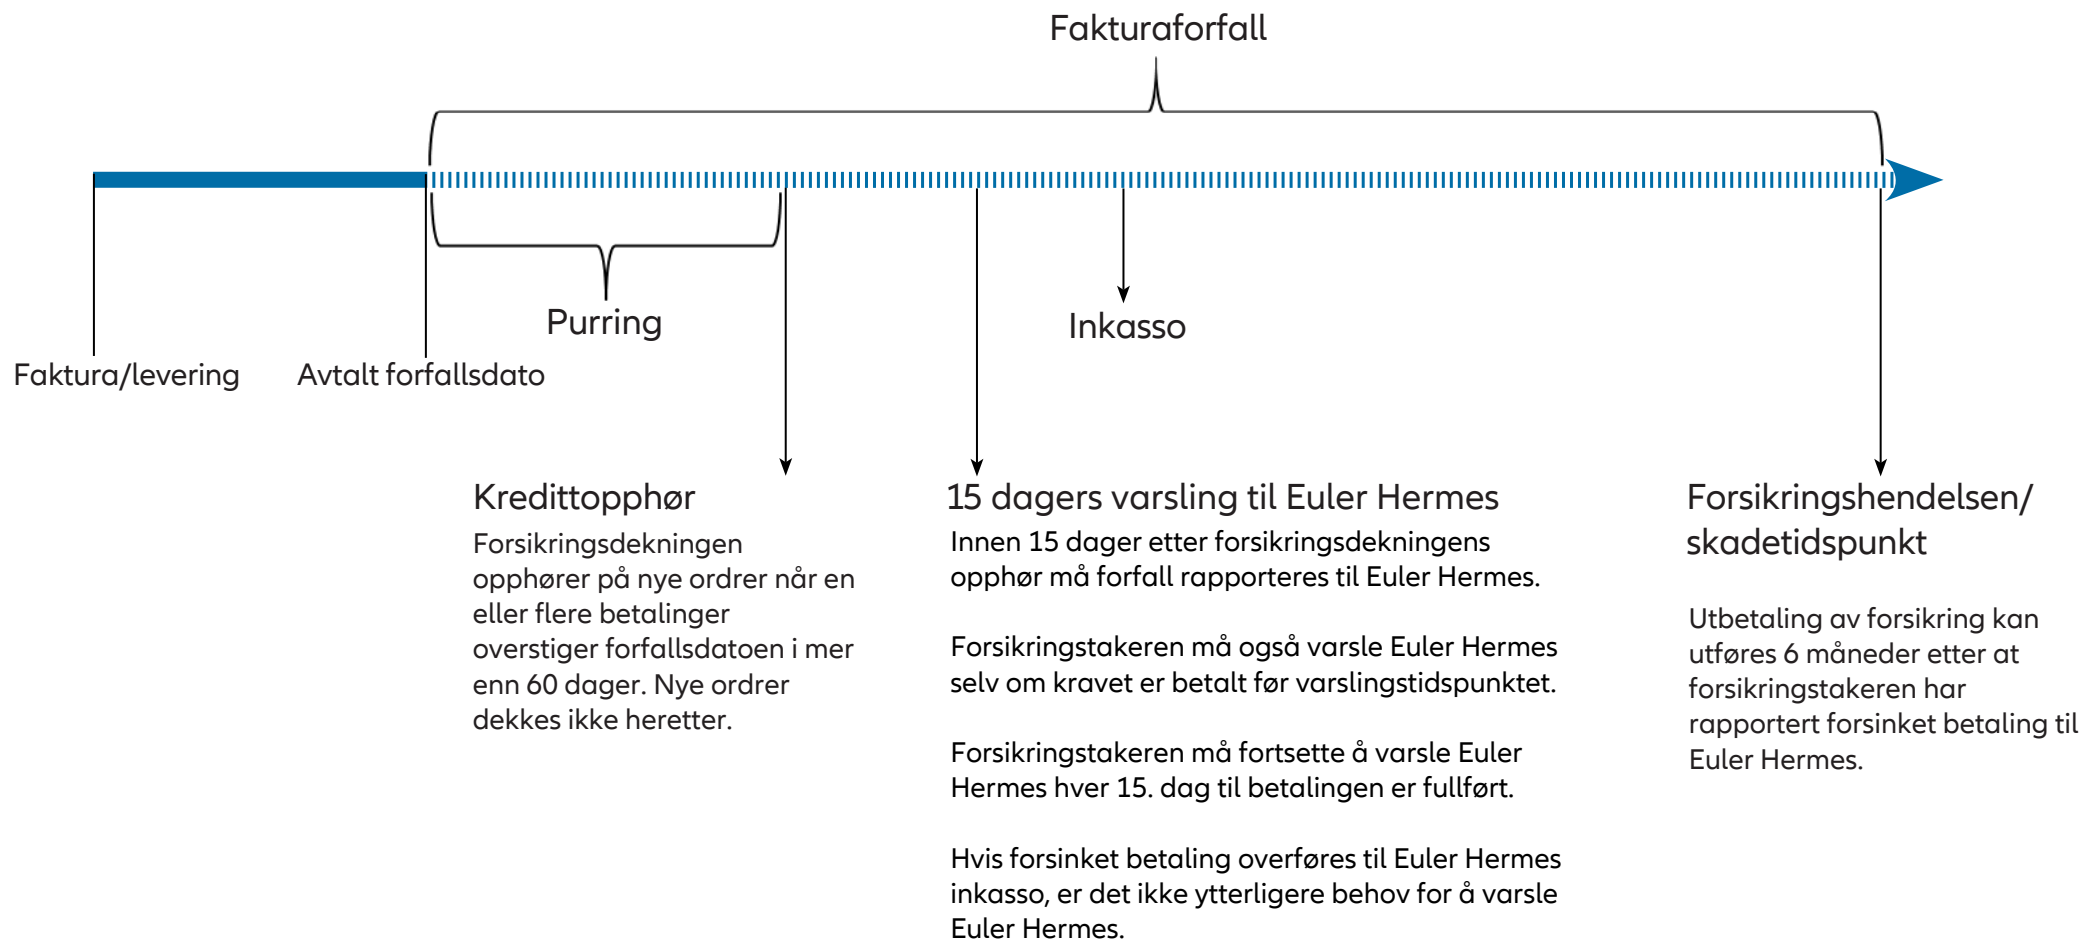 Fakturaforfall
Purring
Inkasso
Faktura/levering
Avtalt forfallsdato
Kredittopphør
Forsikringsdekningen
opphører på nye ordrer når en
eller flere betalinger
overstiger forfallsdatoen i mer
enn 60 dager. Nye ordrer
dekkes ikke heretter.
15 dagers varsling til Euler Hermes
Innen 15 dager etter forsikringsdekningens
opphør må forfall rapporteres til Euler Hermes.
Forsikringstakeren må også varsle Euler Hermes
selv om kravet er betalt før varslingstidspunktet.
Forsikringstakeren må fortsette å varsle Euler
Hermes hver 15. dag til betalingen er fullført.
Hvis forsinket betaling overføres til Euler Hermes
inkasso, er det ikke ytterligere behov for å varsle
Euler Hermes.
Forsikringshendelsen/
skadetidspunkt
Utbetaling av forsikring kan
utføres 6 måneder etter at
forsikringstakeren har
rapportert forsinket betaling til
Euler Hermes.